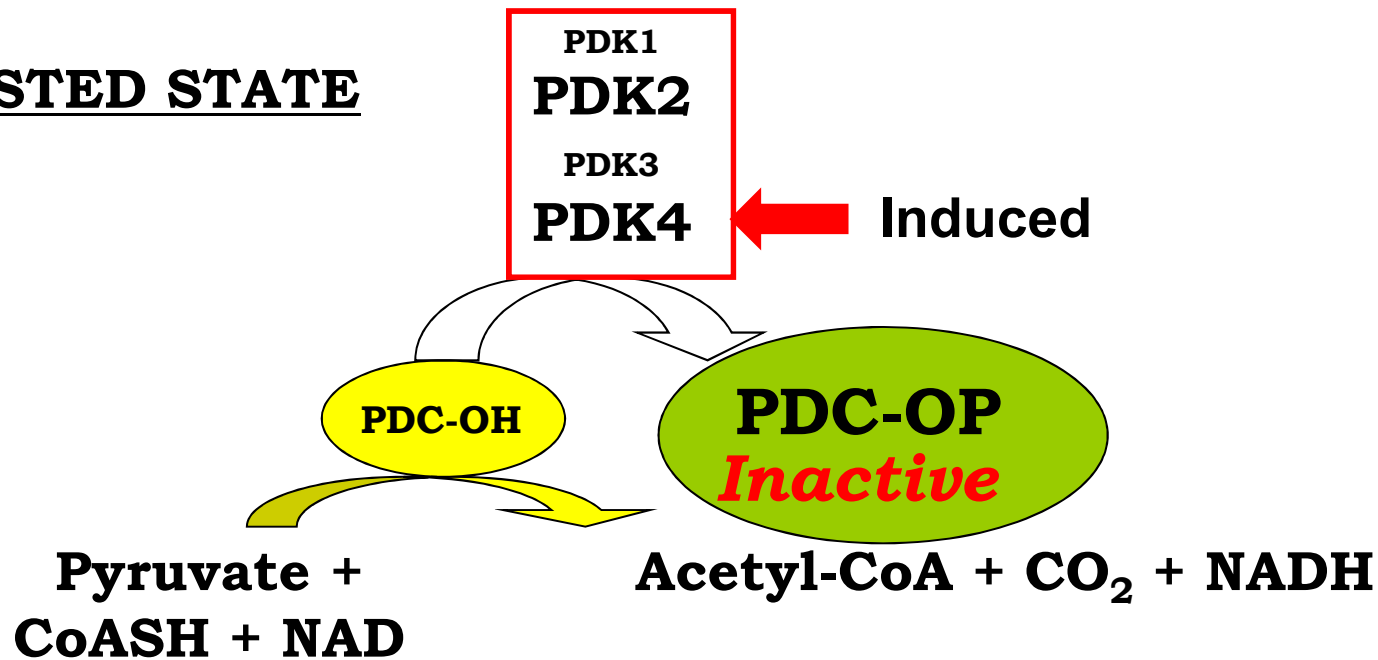 PDK1
STED STATE
PDK2
PDK3
PDK4
Induced
PDC-OH
PDC-OP
Inactive
Pyruvate +
CoASH + NAD
Acetyl-CoA + CO₂ + NADH